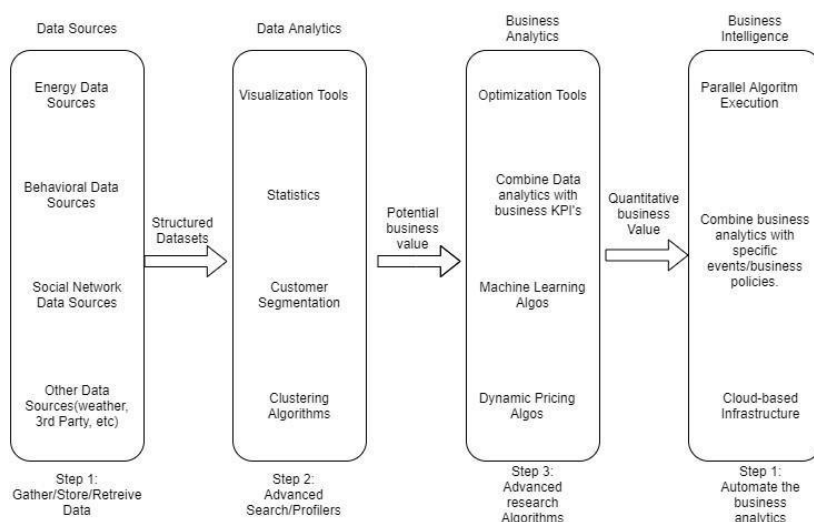 Data Sources
Energy Data
Sources
Behavioral Data
Sources
Social Network
Data Sources
Other Data
Sources(weather,
3rd Party, etc)
Step 1:
Gather/Store/Retreive
Data
Structured
Datasets
Data Analytics
Visualization Tools
Statistics
Customer
Segmentation
Clustering
Algorithms
Step 2:
Advanced
Search/Profilers
Potential
business
value
Business
Analytics
Optimization Tools
Combine Data
analytics with
business KPI's
Machine Learning
Algos
Dynamic Pricing
Algos
Step 3:
Advanced
research
Algorithms
Quantitative
business
Value
Business
Intelligence
Parallel Algoritm
Execution
Combine business
analytics with
specific
events/business
policies.
Cloud-based
Infrastructure
Step 1:
Automate the
business
analytics